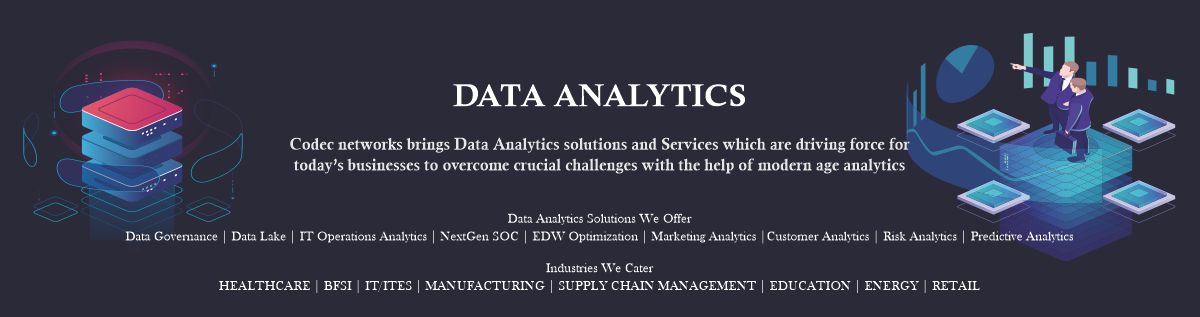 DATA ANALYTICS
Codec networks brings Data Analytics solutions and Services which are driving force for
today's businesses to overcome crucial challenges with the help of modern age analytics
Data Analytics Solutions We Offer
Data Governance | Data Lake | IT Operations Analytics | NextGen SOC | EDW Optimization | Marketing Analytics |Customer Analytics | Risk Analytics | Predictive Analytics
Industries We Cater
HEALTHCARE | BFSI | IT/ITES | MANUFACTURING | SUPPLY CHAIN MANAGEMENT | EDUCATION | ENERGY | RETAIL